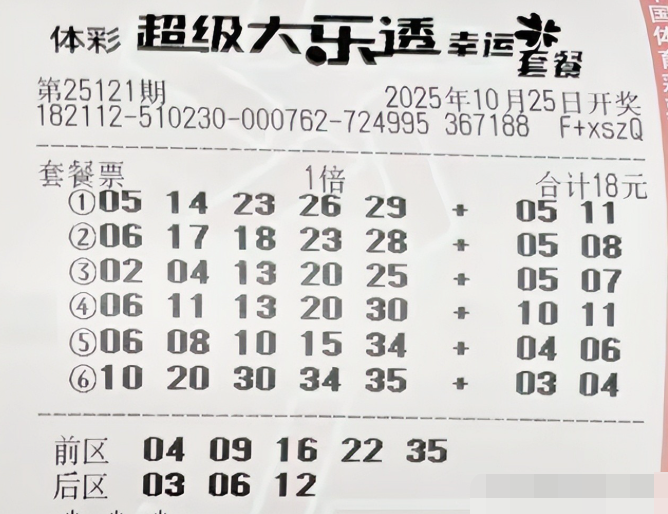 体彩 超级大乐透 幸运套餐
第25121期 2025年10月25日开奖
182112-510230-000762-724995 367188 F+xszQ
套餐票 1倍 合计18元
①05 14 23 26 29 + 05 11
②06 17 18 23 28 + 05 08
③02 04 13 20 25 + 05 07
④06 11 13 20 30 + 10 11
⑤06 08 10 15 34 + 04 06
⑥10 20 30 34 35 + 03 04
前区 04 09 16 22 35
后区 03 06 12
国体育